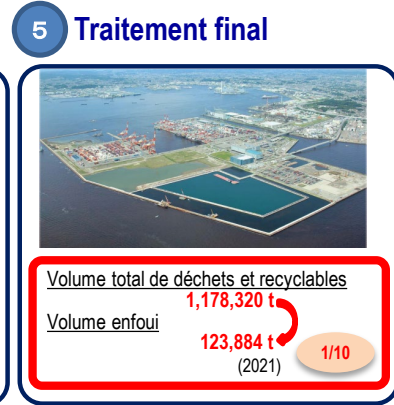 5 Traitement final
Volume total de déchets et recyclables
1,178,320 t
Volume enfoui
123,884 t
(2021)
1/10